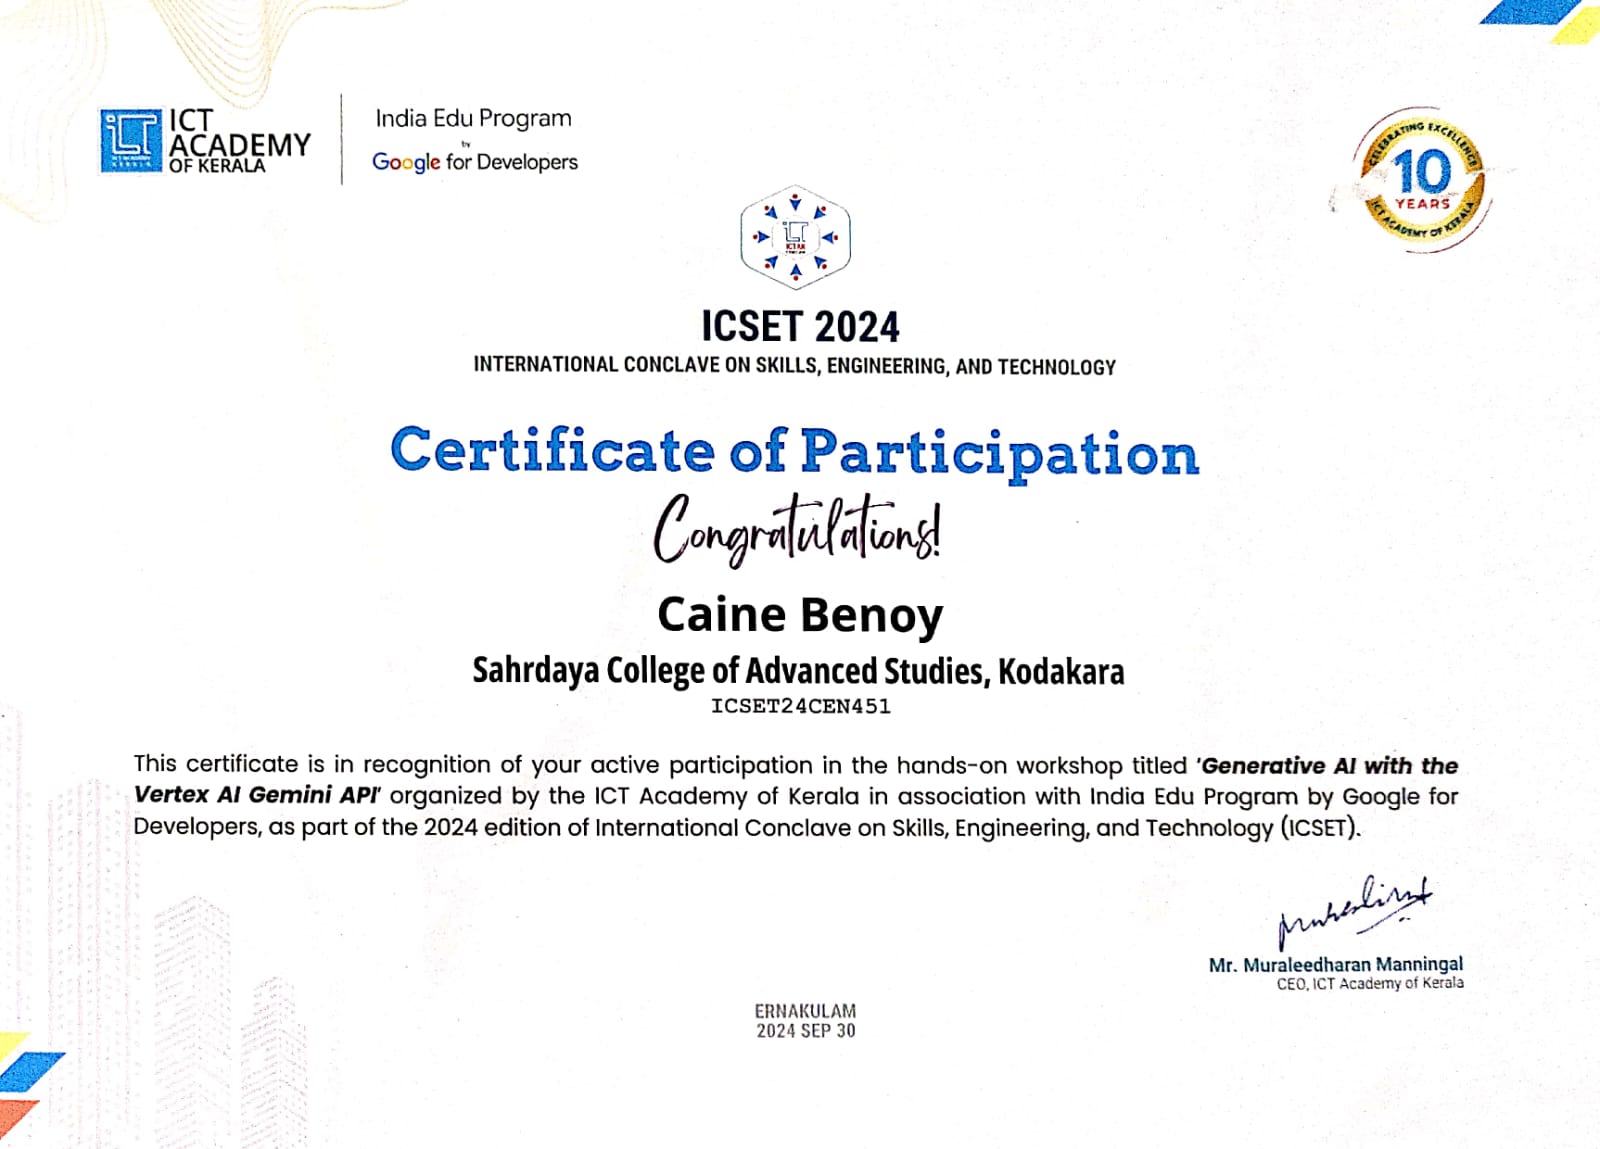 ICT
ACADEMY
OF KERALA
India Edu Program
by
Google for Developers
CELEBRATING EXCELLENCE
10
YEARS
ICT ACADEMY OF KERALA
ICSET 2024
INTERNATIONAL CONCLAVE ON SKILLS, ENGINEERING, AND TECHNOLOGY
Certificate of Participation
Congratulations!
Caine Benoy
Sahrdaya College of Advanced Studies, Kodakara
ICSET24CEN451
This certificate is in recognition of your active participation in the hands-on workshop titled 'Generative AI with the
Vertex AI Gemini API' organized by the ICT Academy of Kerala in association with India Edu Program by Google for
Developers, as part of the 2024 edition of International Conclave on Skills, Engineering, and Technology (ICSET).
Mr. Muraleedharan Manningal
CEO, ICT Academy of Kerala
ERNAKULAM
2024 SEP 30